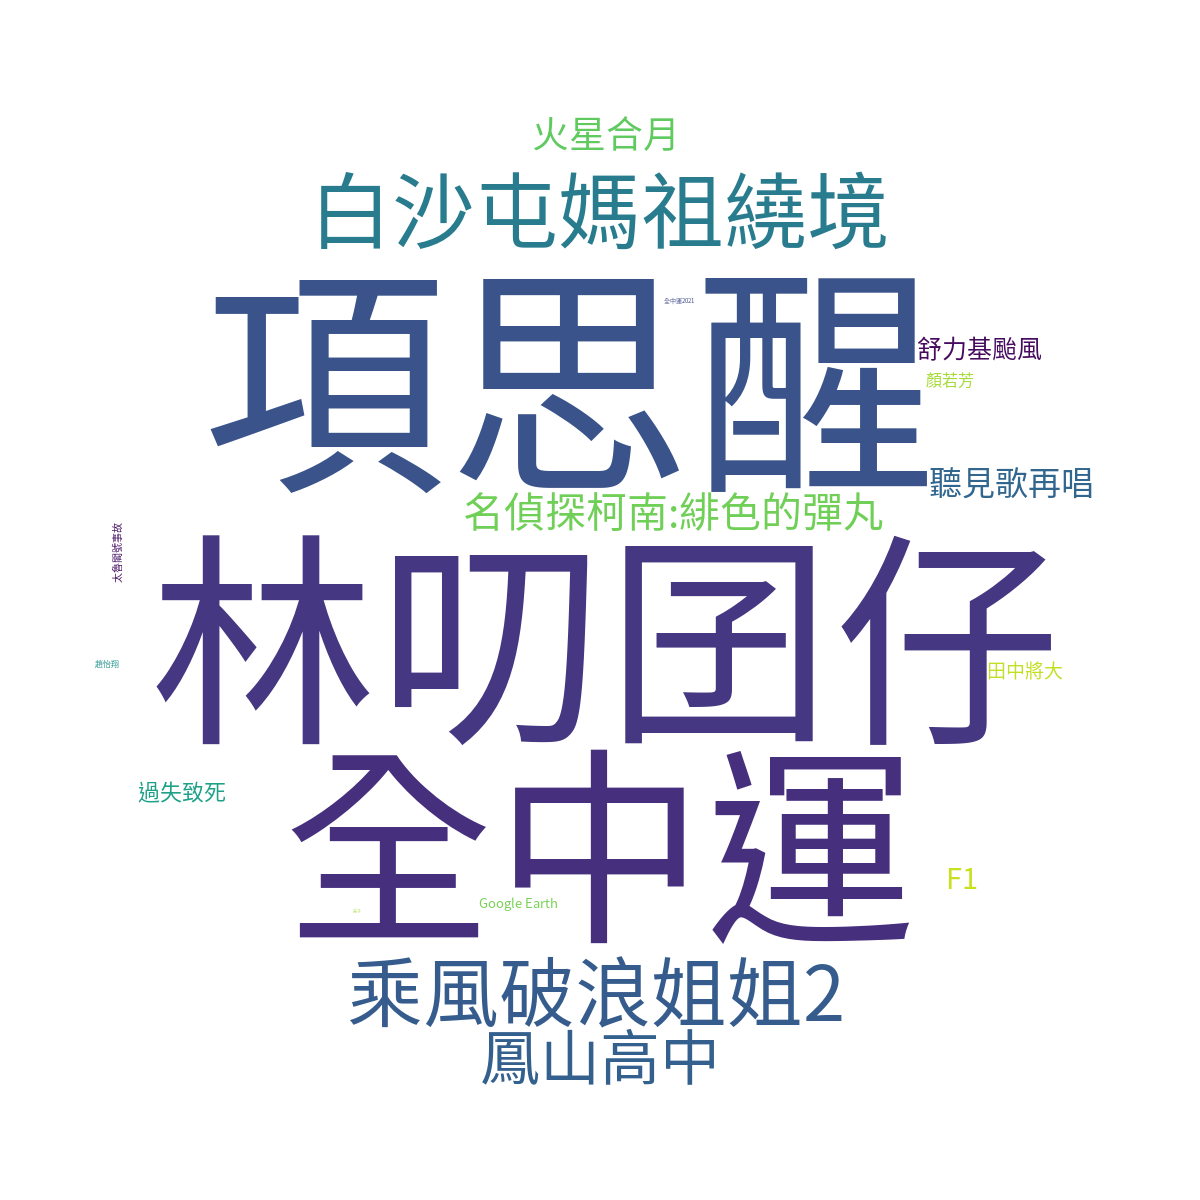 火星合月
白沙屯媽祖繞境
項思醒
全中運2021
舒力基颱風
顏若芳
聽見歌再唱
名偵探柯南:緋色的彈丸
太魯閣號事故
林叨囝仔
趙怡翔
田中將大
過失致死
全中運
F1
Google Earth
乘風破浪姐姐2
鳳山高中